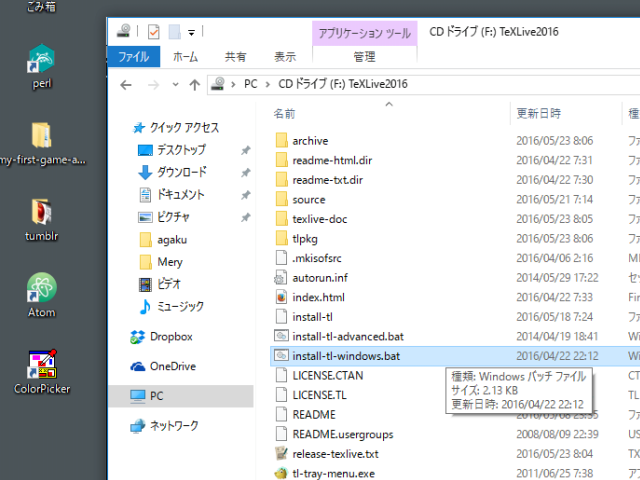 ごみ箱
perl
my-first-game-a...
tumblr
Atom
ColorPicker
アプリケーション ツール
CD ドライブ (F:) TeXLive2016
ファイル
ホーム
共有
表示
管理
PC
CD ドライブ (F:) TeXLive2016
クイック アクセス
デスクトップ
ダウンロード
ドキュメント
ピクチャ
agaku
Mery
ビデオ
ミュージック
Dropbox
OneDrive
PC
ネットワーク
名前 更新日時 種
archive 2016/05/23 8:06 ファ
readme-html.dir 2016/04/22 7:31 ファ
readme-txt.dir 2016/04/22 7:30 ファ
source 2016/05/21 7:14 ファ
texlive-doc 2016/05/23 8:05 ファ
tlpkg 2016/05/23 8:06 ファ
.mkisofsrc 2016/04/06 2:16 M
autorun.inf 2014/05/29 17:22 セッ
index.html 2016/04/22 7:33 Fir
install-tl 2016/05/18 7:24 ファ
install-tl-advanced.bat 2014/04/19 18:41 Wi
install-tl-windows.bat 2016/04/22 22:12 Wi
LICENSE.CTAN CT
LICENSE.TL TL
README ファ
README.usergroups 2008/08/09 22:39 US
release-texlive.txt 2016/05/23 8:04 TX
tl-tray-menu.exe 2011/06/25 7:38 ア
種類: Windows バッチ ファイル
サイズ: 2.13 KB
更新日時: 2016/04/22 22:12